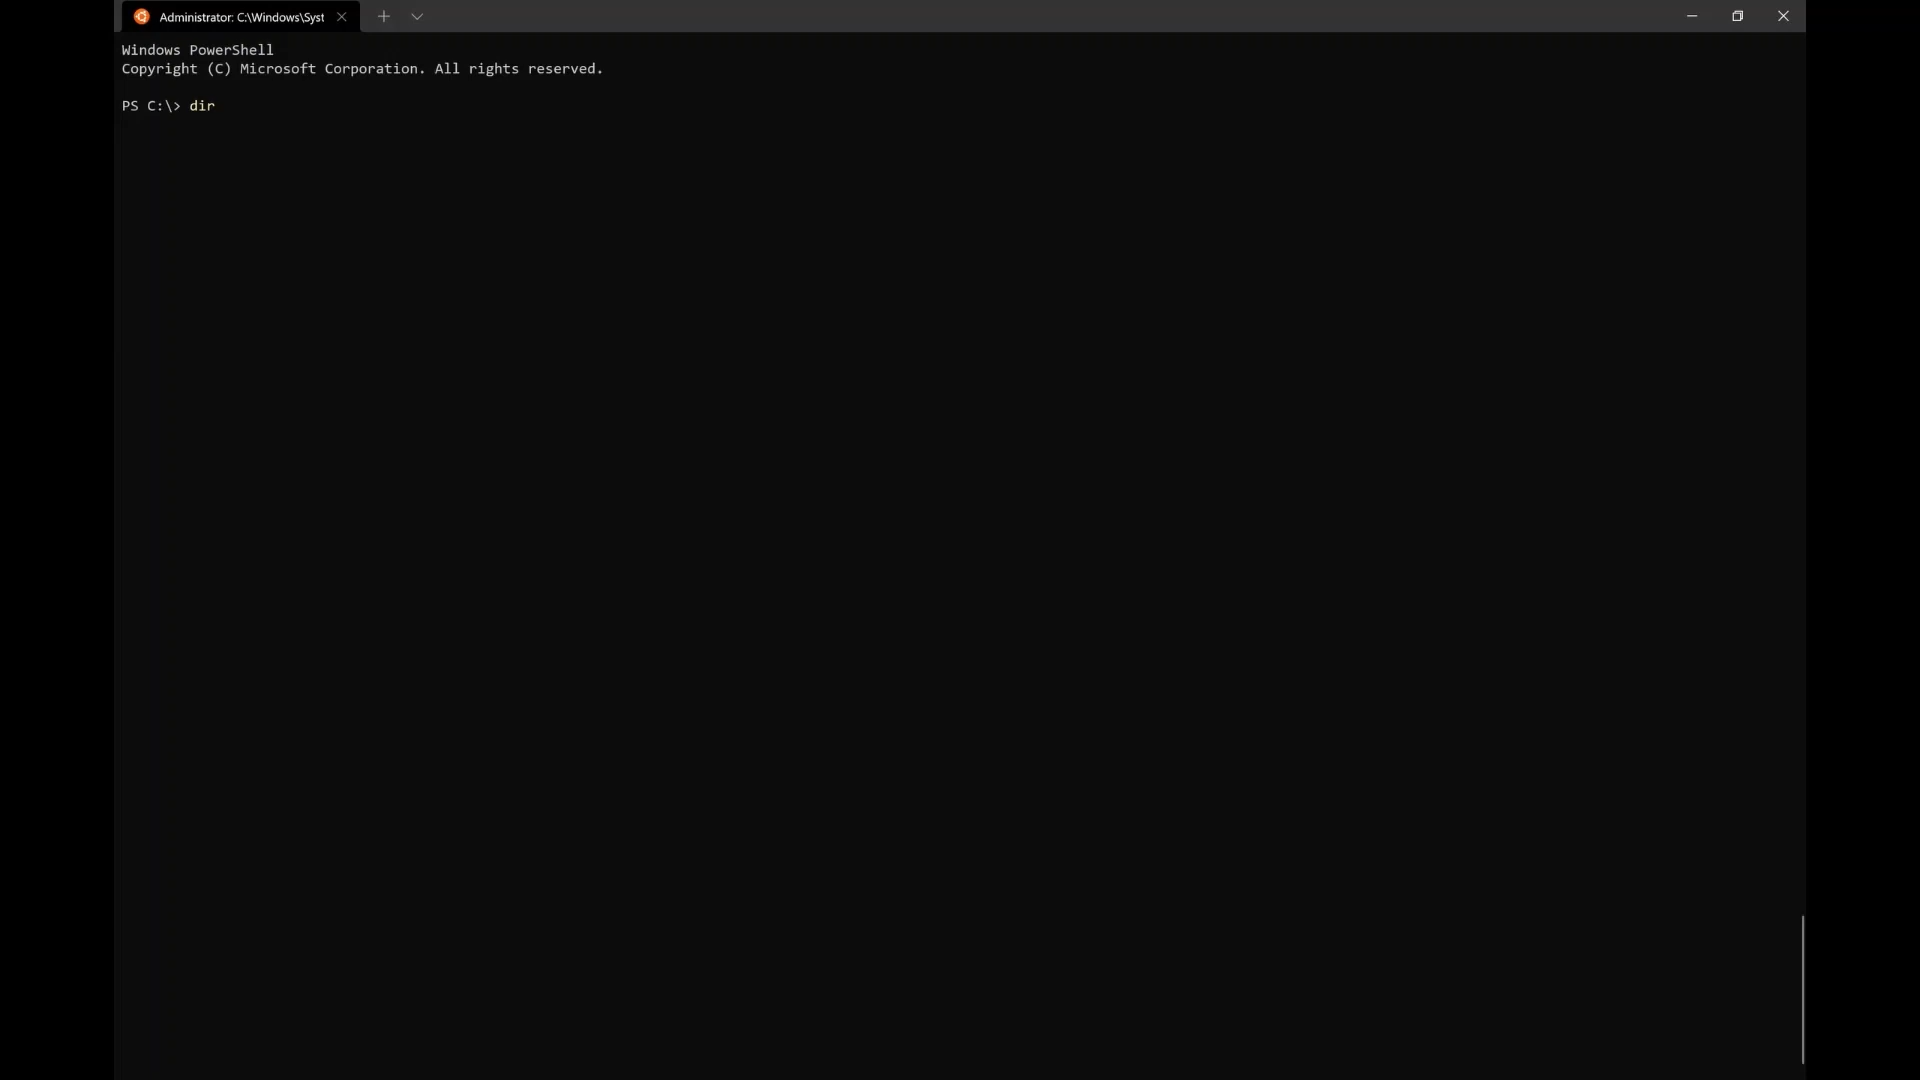 Administrator: C:\Windows\Syst
Windows PowerShell
Copyright (C) Microsoft Corporation. All rights reserved.
PS C:\> dir